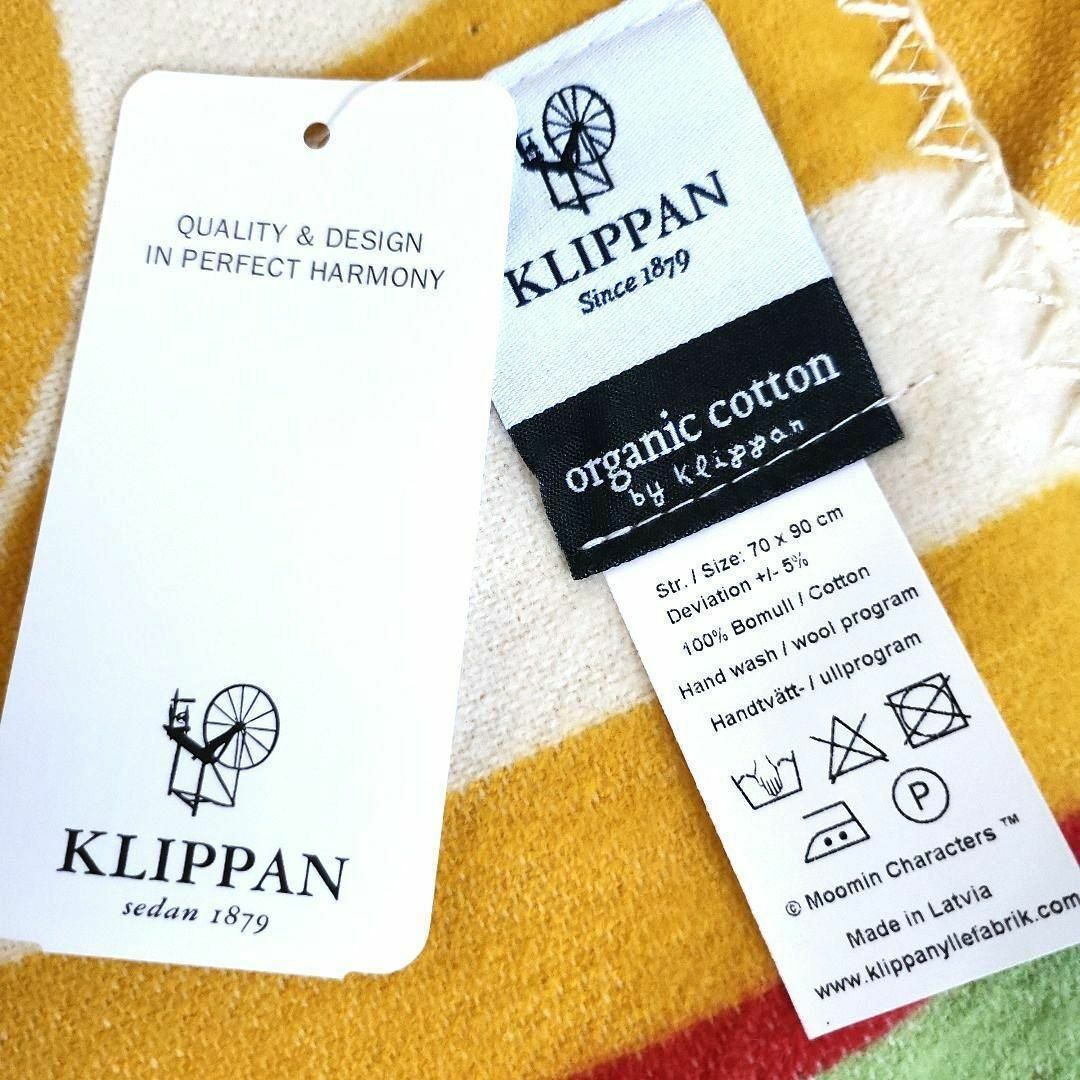 QUALITY & DESIGN
IN PERFECT HARMONY
KLIPPAN
sedan 1879
KLIPPAN
Since 1879
organic cotton
by klippan
Str. / Size: 70 x 90 cm
Deviation +/- 5%
100% Bomull / Cotton
Hand wash / wool program
Handtvätt- / ullprogram
P
© Moomin Characters ™
Made in Latvia
www.klippanyllefabrik.com